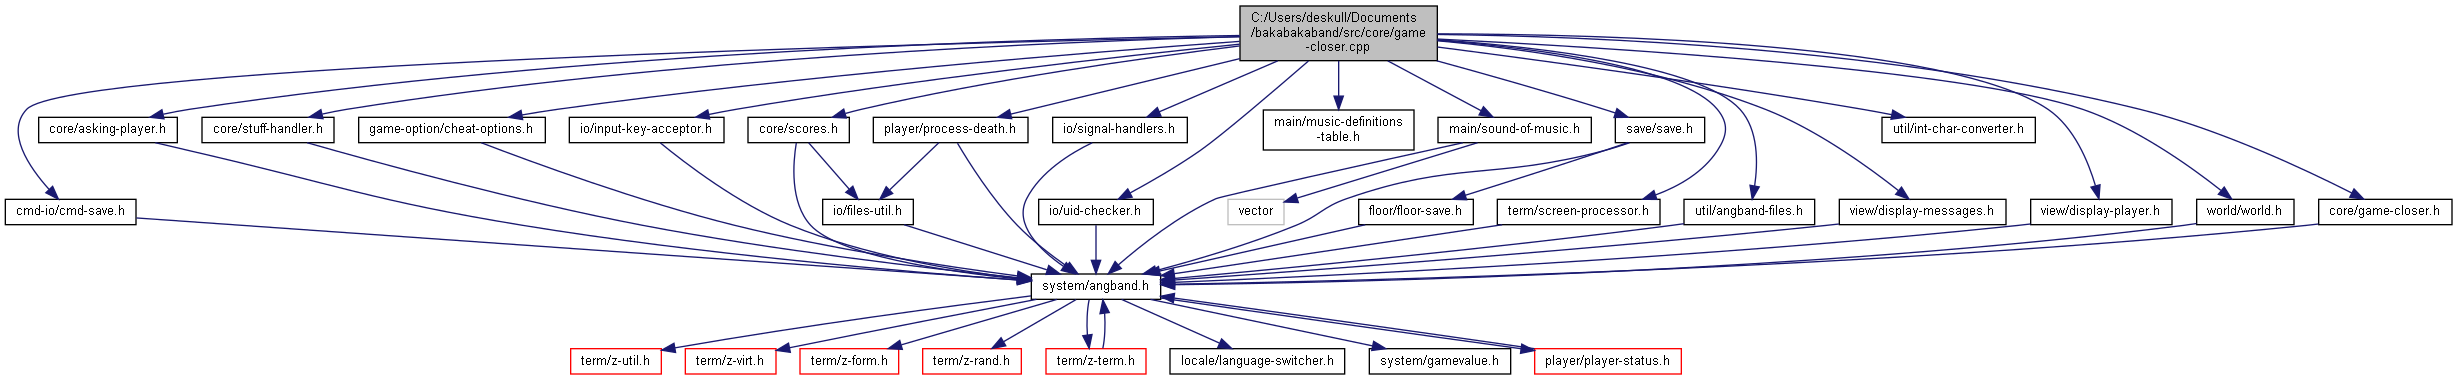 C:/Users/deskull/Documents
/bakabakaband/src/core/game
-closer.cpp
core/asking-player.h
core/stuff-handler.h
game-option/cheat-options.h
io/input-key-acceptor.h
core/scores.h
player/process-death.h
io/signal-handlers.h
main/music-definitions
-table.h
main/sound-of-music.h
save/save.h
util/int-char-converter.h
cmd-io/cmd-save.h
io/files-util.h
io/uid-checker.h
vector
floor/floor-save.h
term/screen-processor.h
util/angband-files.h
view/display-messages.h
view/display-player.h
world/world.h
core/game-closer.h
system/angband.h
term/z-util.h
term/z-virt.h
term/z-form.h
term/z-rand.h
term/z-term.h
locale/language-switcher.h
system/gamevalue.h
player/player-status.h